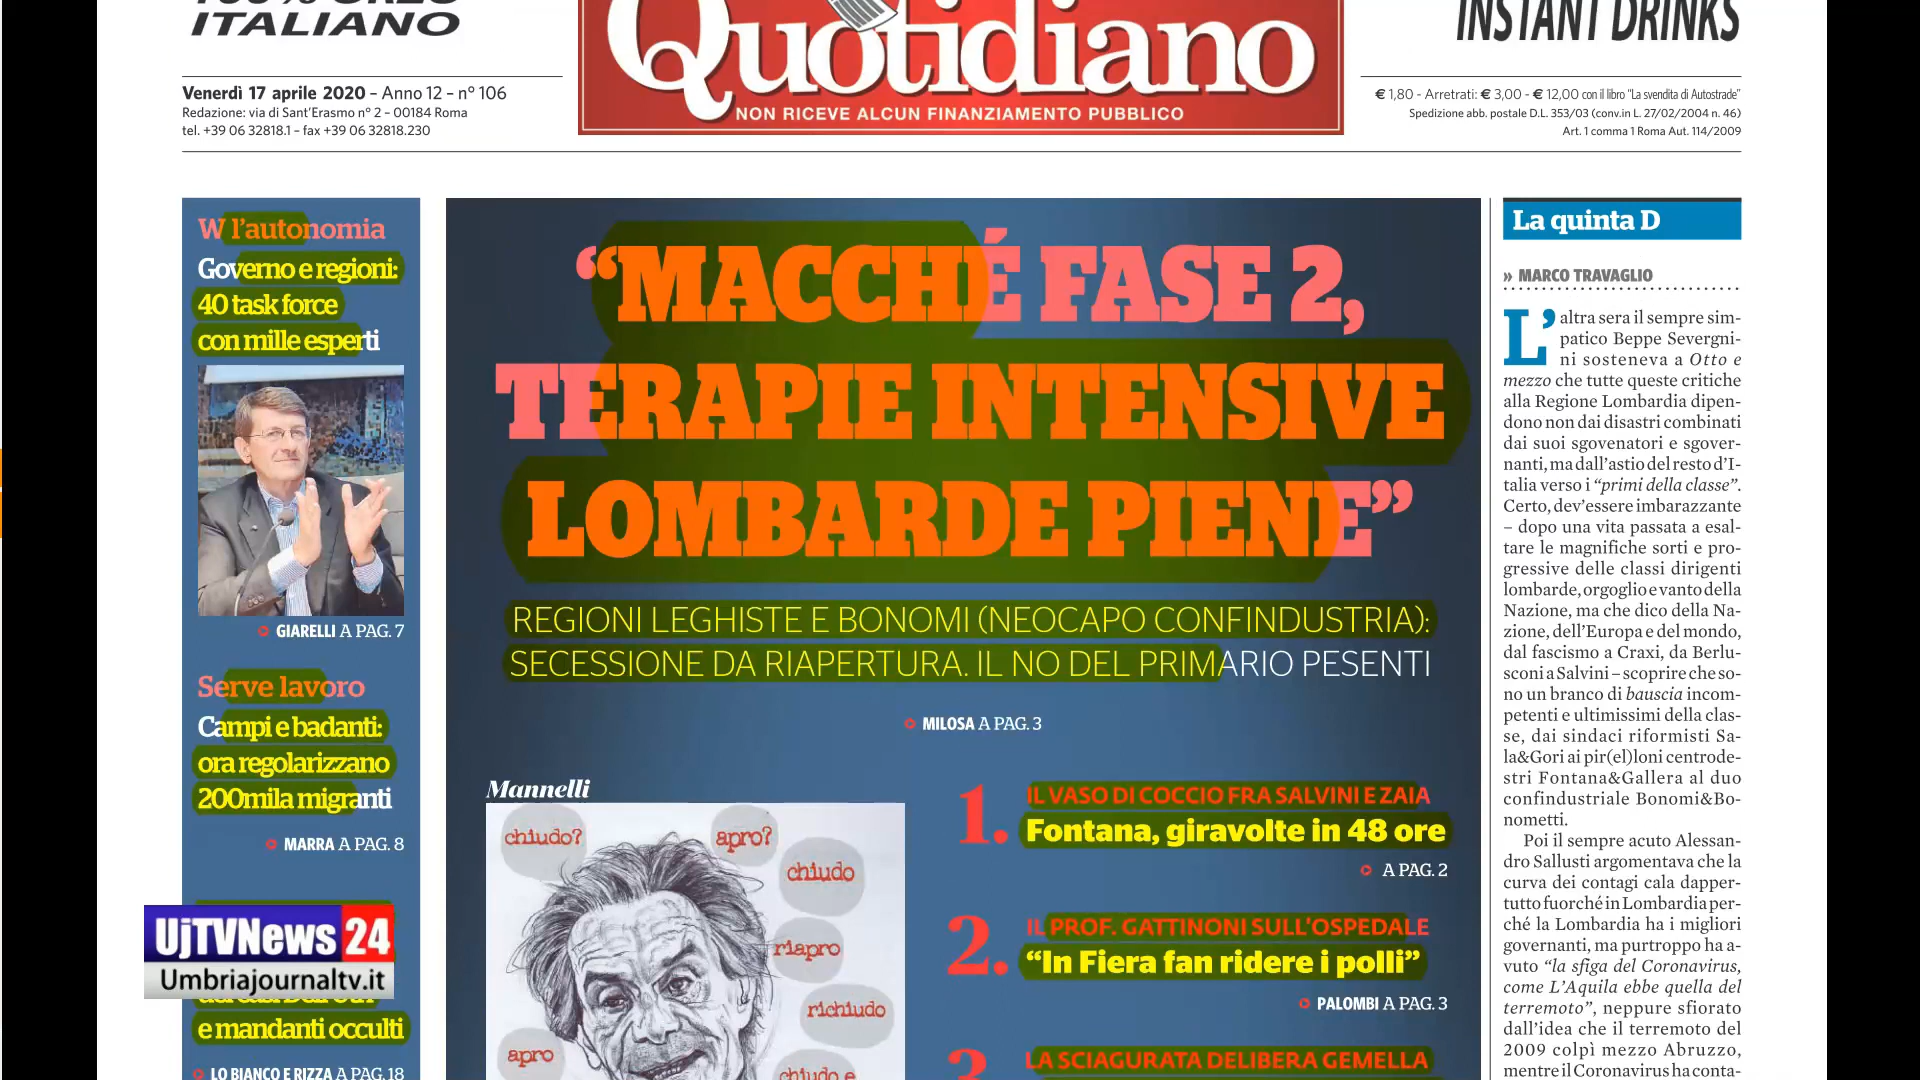 ITALIANO
Quotidiano
NON RICEVE ALCUN FINANZIAMENTO PUBBLICO
INSTANT DRINKS
Venerdì 17 aprile 2020 – Anno 12 – n° 106
Redazione: via di Sant'Erasmo n° 2 – 00184 Roma
tel. +39 06 32818.1 – fax +39 06 32818.230
€ 1,80 - Arretrati: € 3,00 - € 12,00 con il libro "La svendita di Autostrade"
Spedizione abb. postale D.L. 353/03 (conv.in L. 27/02/2004 n. 46)
Art. 1 comma 1 Roma Aut. 114/2009
W l'autonomia
Governo e regioni:
40 task force
con mille esperti
GIARELLI A PAG. 7
Serve lavoro
Campi e badanti:
ora regolarizzano
200mila migranti
MARRA A PAG. 8
UjTVNews 24
Umbriajournaltv.it
e mandanti occulti
LO BIANCO E RIZZA A PAG. 18
“MACCHÉ FASE 2,
TERAPIE INTENSIVE
LOMBARDE PIENE”
REGIONI LEGHISTE E BONOMI (NEOCAPO CONFINDUSTRIA):
SECESSIONE DA RIAPERTURA. IL NO DEL PRIMARIO PESENTI
MILOSA A PAG. 3
Mannelli
chiudo?
apro?
chiudo
riapro
richiudo
apro
chiudo e
1. IL VASO DI COCCIO FRA SALVINI E ZAIA
Fontana, giravolte in 48 ore
A PAG. 2
2. IL PROF. GATTINONI SULL'OSPEDALE
“In Fiera fan ridere i polli”
PALOMBI A PAG. 3
3. LA SCIAGURATA DELIBERA GEMELLA
La quinta D
» MARCO TRAVAGLIO
L'altra sera il sempre sim-
patico Beppe Severgni-
ni sosteneva a Otto e
mezzo che tutte queste critiche
alla Regione Lombardia dipen-
dono non dai disastri combinati
dai suoi sgovenatori e sgover-
nanti, ma dall'astio del resto d'I-
talia verso i “primi della classe”.
Certo, dev'essere imbarazzante
– dopo una vita passata a esal-
tare le magnifiche sorti e pro-
gressive delle classi dirigenti
lombarde, orgoglio e vanto della
Nazione, ma che dico della Na-
zione, dell'Europa e del mondo,
dal fascismo a Craxi, da Berlu-
sconi a Salvini – scoprire che so-
no un branco di bauscia incom-
petenti e ultimissimi della clas-
se, dai sindaci riformisti Sa-
la&Gori ai pir(el)loni centrode-
stri Fontana&Gallera al duo
confindustriale Bonomi&Bo-
nometti.
Poi il sempre acuto Alessan-
dro Sallusti argomentava che la
curva dei contagi cala dapper-
tutto fuorché in Lombardia per-
ché la Lombardia ha i migliori
governanti, ma purtroppo ha a-
vuto “la sfiga del Coronavirus,
come L'Aquila ebbe quella del
terremoto”, neppure sfiorato
dall'idea che il terremoto del
2009 colpì mezzo Abruzzo,
mentre il Coronavirus ha conta-